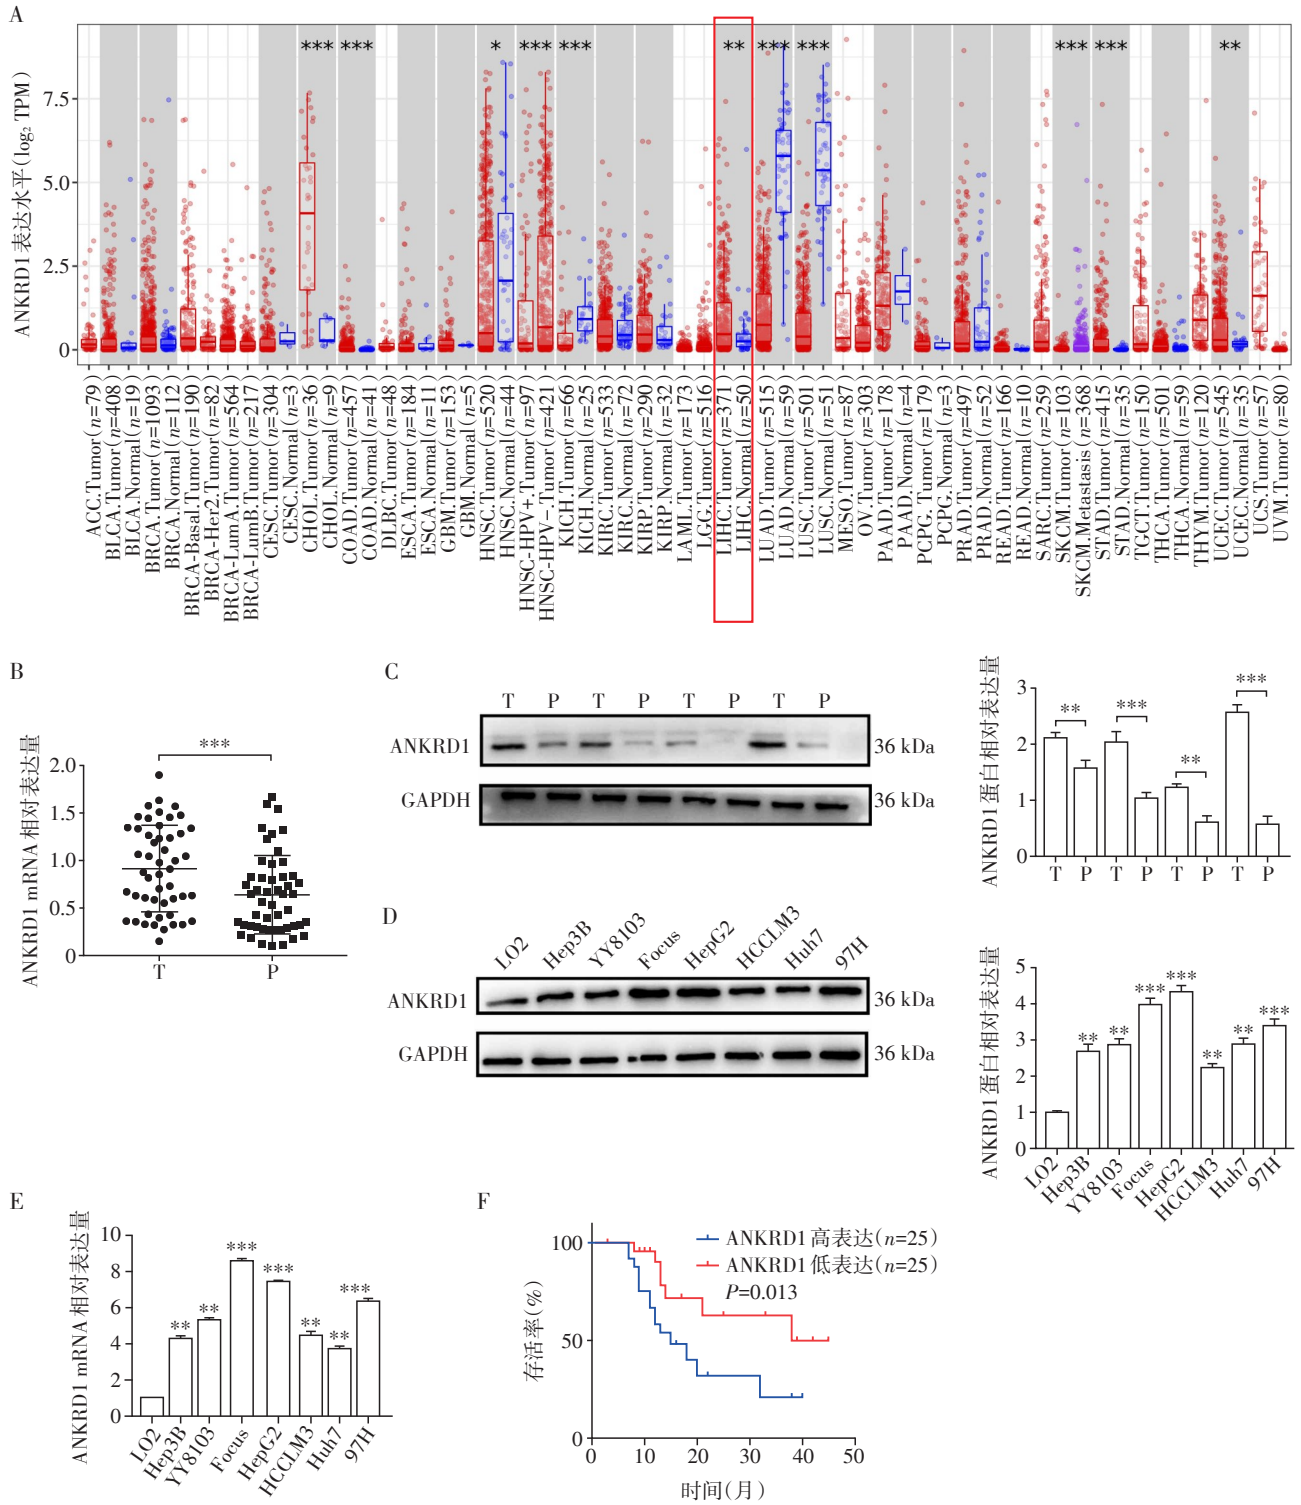 A
*** *** * *** *** ** *** *** *** *** **
ANKRD1 表达水平(log₂ TPM)
7.5
5.0
2.5
0
ACC.Tumor(n=79)
BLCA.Tumor(n=408)
BLCA.Normal(n=19)
BRCA.Tumor(n=1093)
BRCA.Normal(n=112)
BRCA-Basal.Tumor(n=190)
BRCA-Her2.Tumor(n=82)
BRCA-LumA.Tumor(n=564)
BRCA-LumB.Tumor(n=217)
CESC.Tumor(n=304)
CESC.Normal(n=3)
CHOL.Tumor(n=36)
CHOL.Normal(n=9)
COAD.Tumor(n=457)
COAD.Normal(n=41)
DLBC.Tumor(n=48)
ESCA.Tumor(n=184)
ESCA.Normal(n=11)
GBM.Tumor(n=153)
GBM.Normal(n=5)
HNSC.Tumor(n=520)
HNSC.Normal(n=44)
HNSC-HPV+.Tumor(n=97)
HNSC-HPV-.Tumor(n=421)
KICH.Tumor(n=66)
KICH.Normal(n=25)
KIRC.Tumor(n=533)
KIRC.Normal(n=72)
KIRP.Tumor(n=290)
KIRP.Normal(n=32)
LAML.Tumor(n=173)
LGG.Tumor(n=516)
LIHC.Tumor(n=371)
LIHC.Normal(n=50)
LUAD.Tumor(n=515)
LUAD.Normal(n=59)
LUSC.Tumor(n=501)
LUSC.Normal(n=51)
MESO.Tumor(n=87)
OV.Tumor(n=303)
PAAD.Tumor(n=178)
PAAD.Normal(n=4)
PCPG.Tumor(n=179)
PCPG.Normal(n=3)
PRAD.Tumor(n=497)
PRAD.Normal(n=52)
READ.Tumor(n=166)
READ.Normal(n=10)
SARC.Tumor(n=259)
SKCM.Tumor(n=103)
SKCM.Metastasis(n=368)
STAD.Tumor(n=415)
STAD.Normal(n=35)
TGCT.Tumor(n=150)
THCA.Tumor(n=501)
THCA.Normal(n=59)
THYM.Tumor(n=120)
UCEC.Tumor(n=545)
UCEC.Normal(n=35)
UCS.Tumor(n=57)
UVM.Tumor(n=80)
B
ANKRD1 mRNA 相对表达量
***
2.0
1.5
1.0
0.5
0
T P
C
T P T P T P T P
ANKRD1 36 kDa
GAPDH 36 kDa
ANKRD1 蛋白相对表达量
3
2
1
0
** *** ** ***
T P T P T P T P
D
LO2 Hep3B YY8103 Focus HepG2 HCCLM3 Huh7 97H
ANKRD1 36 kDa
GAPDH 36 kDa
ANKRD1 蛋白相对表达量
5
4
3
2
1
0
** ** *** *** ** ** ***
LO2 Hep3B YY8103 Focus HepG2 HCCLM3 Huh7 97H
E
ANKRD1 mRNA 相对表达量
10
8
6
4
2
0
** ** *** *** ** ** ***
LO2 Hep3B YY8103 Focus HepG2 HCCLM3 Huh7 97H
F
存活率(%)
100
50
0
ANKRD1 高表达(n=25)
ANKRD1 低表达(n=25)
P=0.013
0 10 20 30 40 50
时间(月)